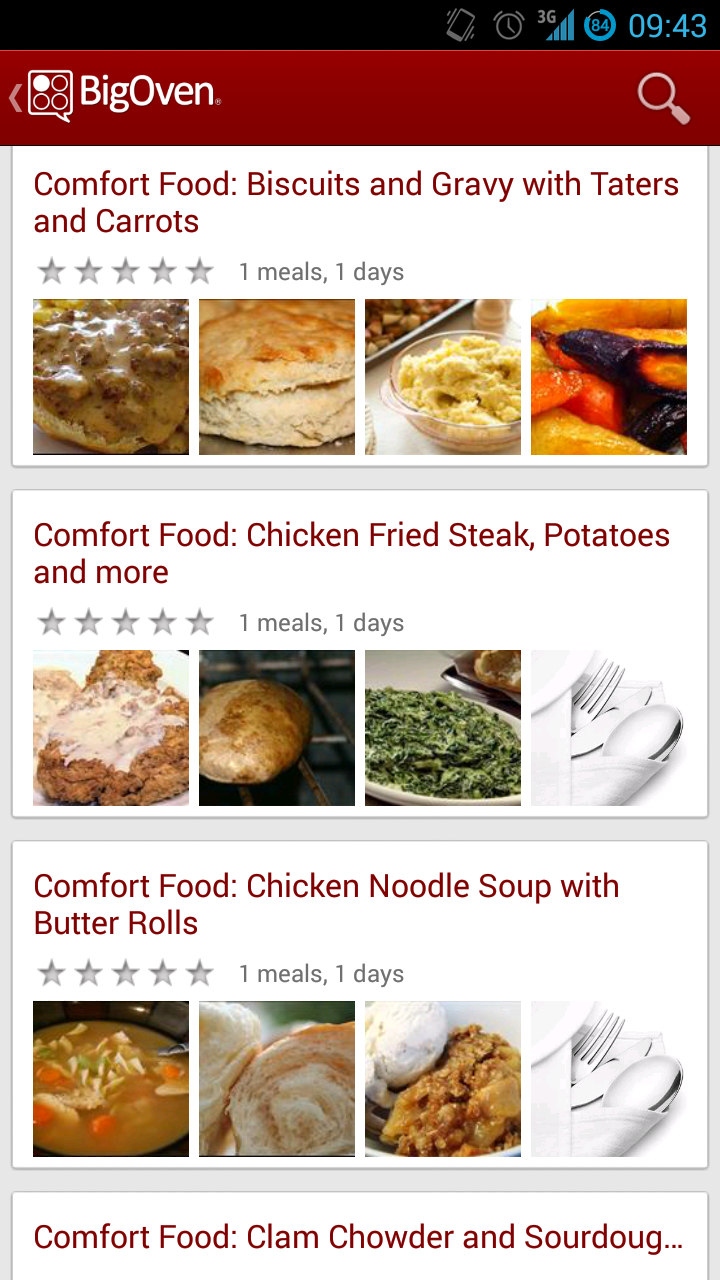 3G 84 09:43
BigOven®
Comfort Food: Biscuits and Gravy with Taters
and Carrots
1 meals, 1 days
Comfort Food: Chicken Fried Steak, Potatoes
and more
1 meals, 1 days
Comfort Food: Chicken Noodle Soup with
Butter Rolls
1 meals, 1 days
Comfort Food: Clam Chowder and Sourdoug...